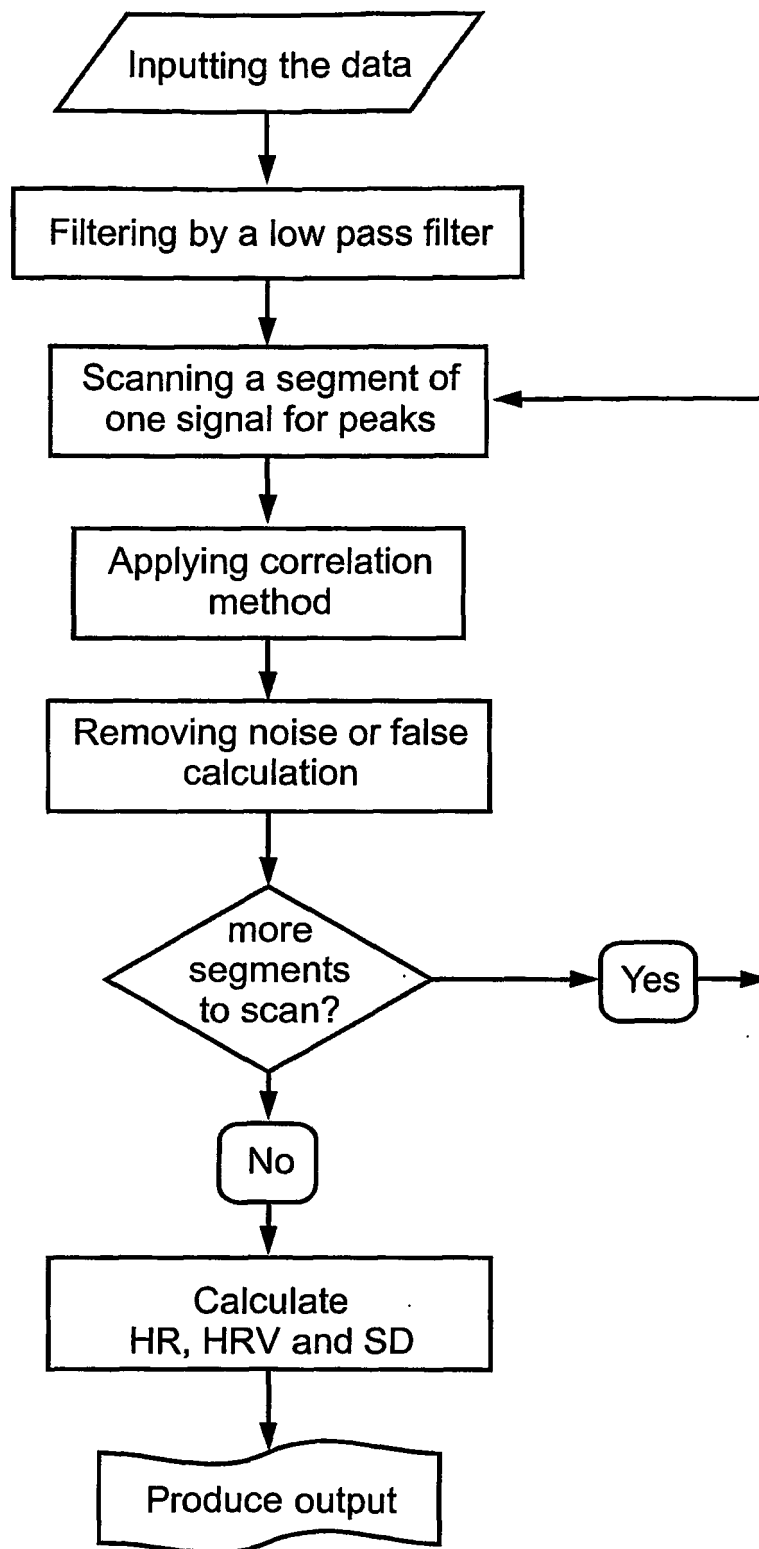 Inputting the data
Filtering by a low pass filter
Scanning a segment of
one signal for peaks
Applying correlation
method
Removing noise or false
calculation
more
segments
to scan?
Yes
No
Calculate
HR, HRV and SD
Produce output